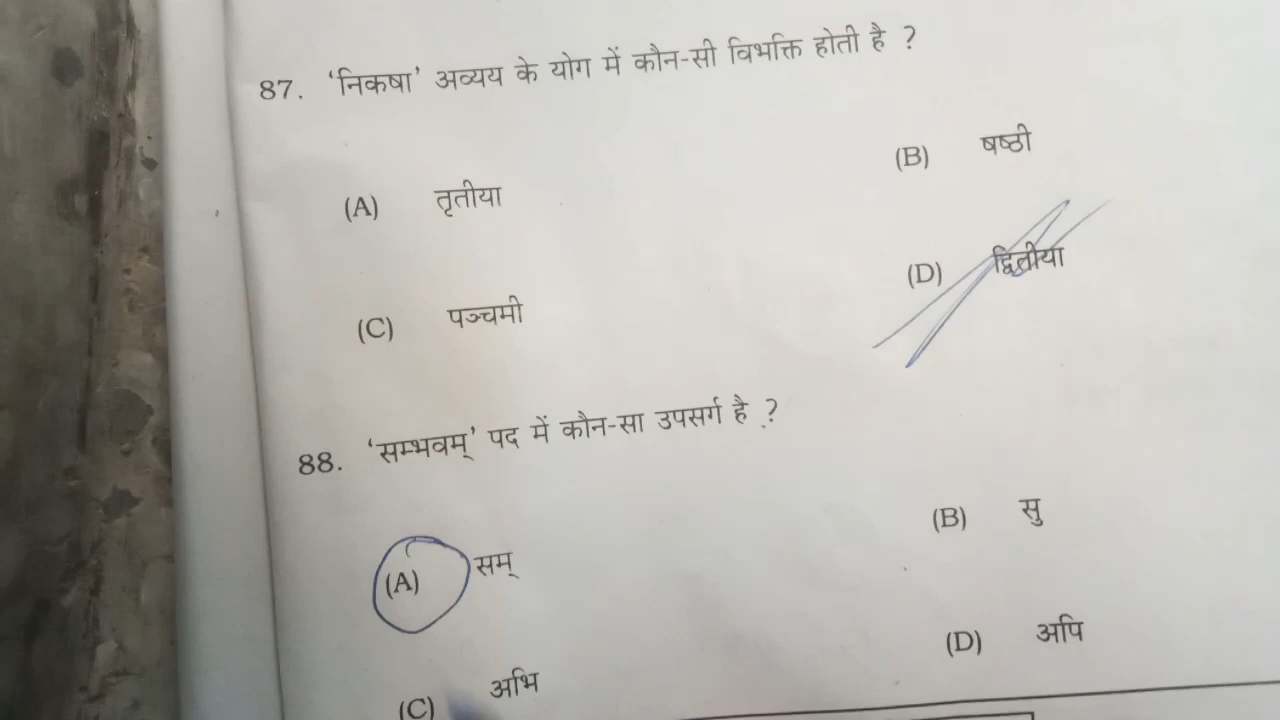 87. 'निकषा' अव्यय के योग में कौन-सी विभक्ति होती है ?
(A) तृतीया
(B) षष्ठी
(C) पञ्चमी
(D) द्वितीया
88. 'सम्भवम्' पद में कौन-सा उपसर्ग है ?
(A) सम्
(B) सु
(C) अभि
(D) अपि